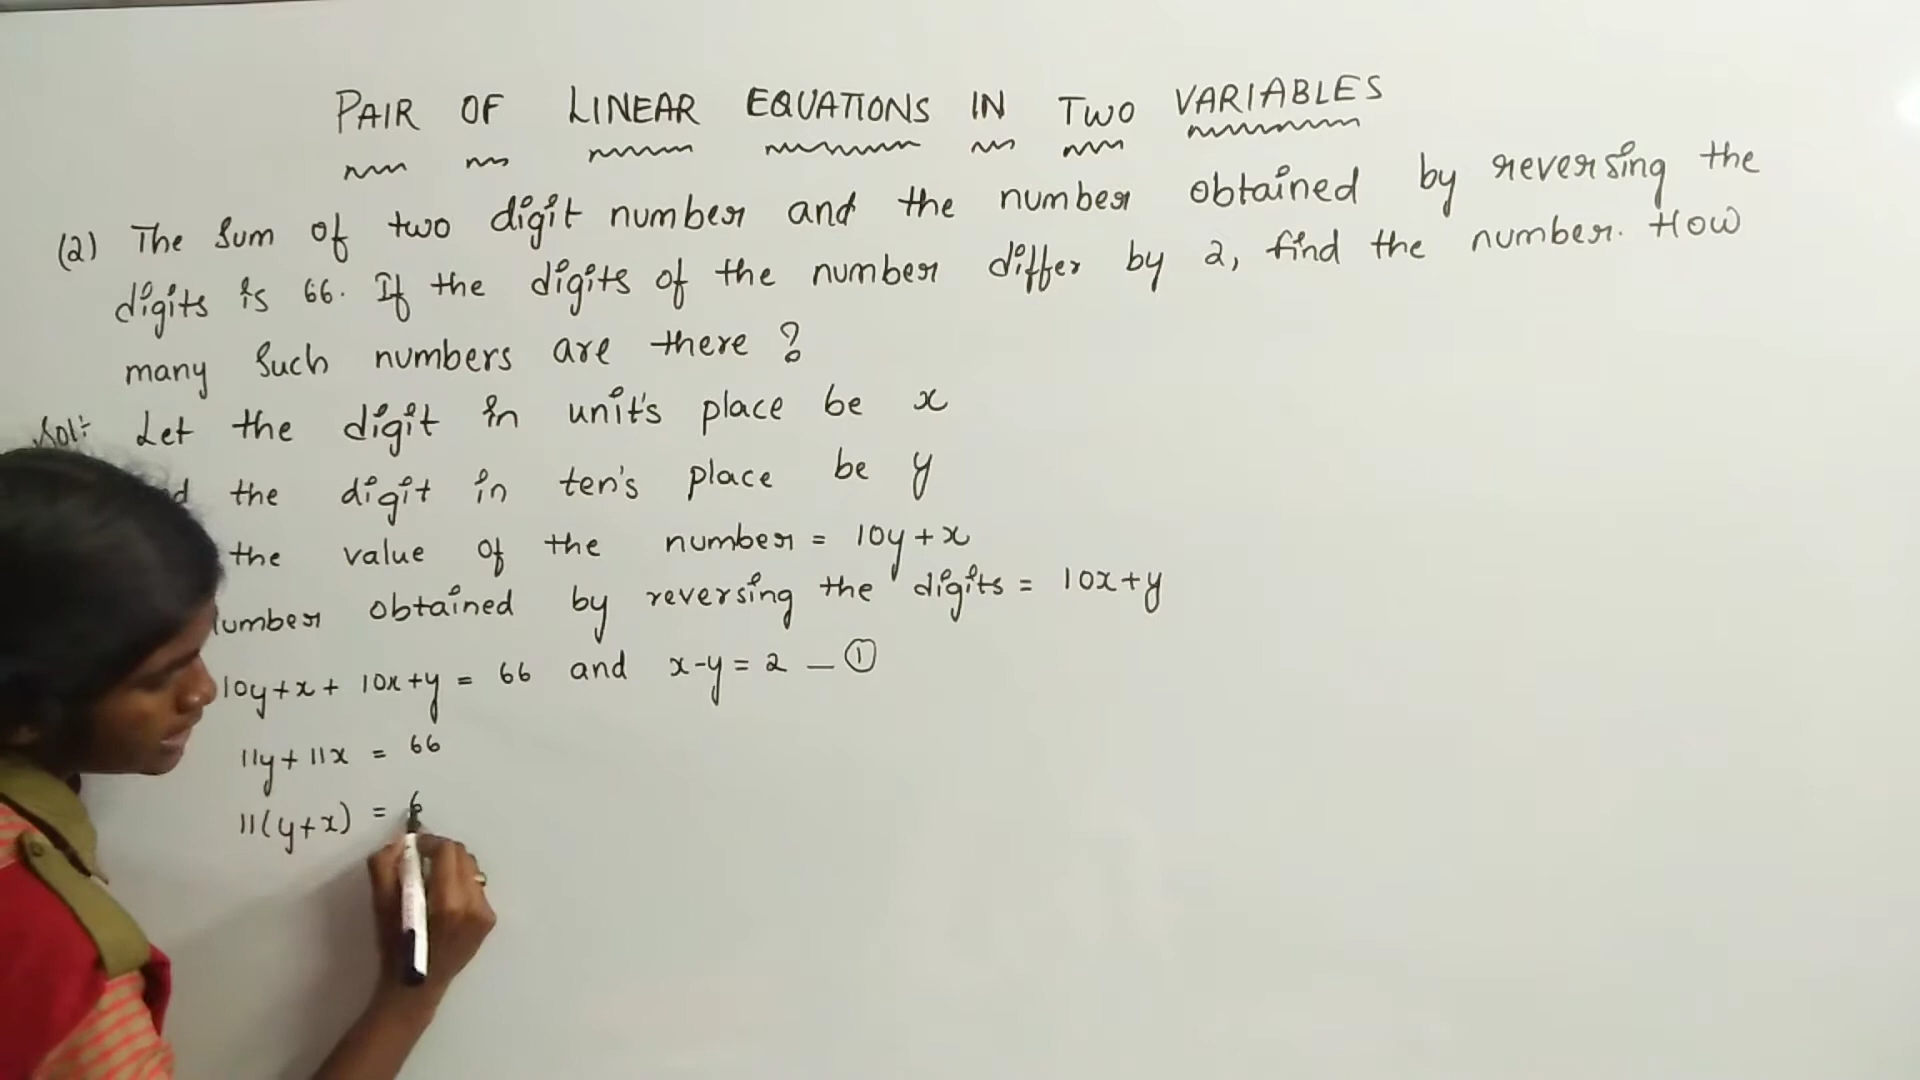 PAIR OF LINEAR EQUATIONS IN TWO VARIABLES
(2) The sum of two digit number and the number obtained by reversing the
digits is 66. If the digits of the number differ by 2, find the number. How
many such numbers are there ?
Sol:- Let the digit in unit's place be x
the digit in ten's place be y
the value of the number = 10y+x
number obtained by reversing the digits = 10x+y
10y+x+ 10x+y = 66 and x-y = 2 — ①
11y+11x = 66
11(y+x) = 6